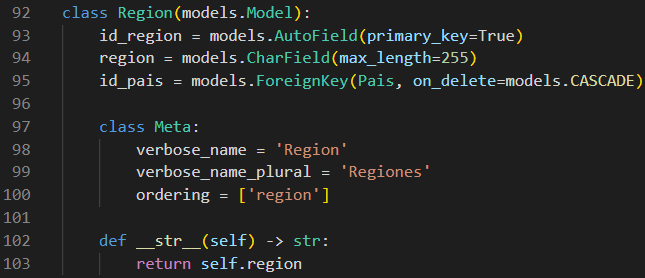 92 class Region(models.Model):
93     id_region = models.AutoField(primary_key=True)
94     region = models.CharField(max_length=255)
95     id_pais = models.ForeignKey(Pais, on_delete=models.CASCADE)
96
97     class Meta:
98         verbose_name = 'Region'
99         verbose_name_plural = 'Regiones'
100         ordering = ['region']
101
102     def __str__(self) -> str:
103         return self.region